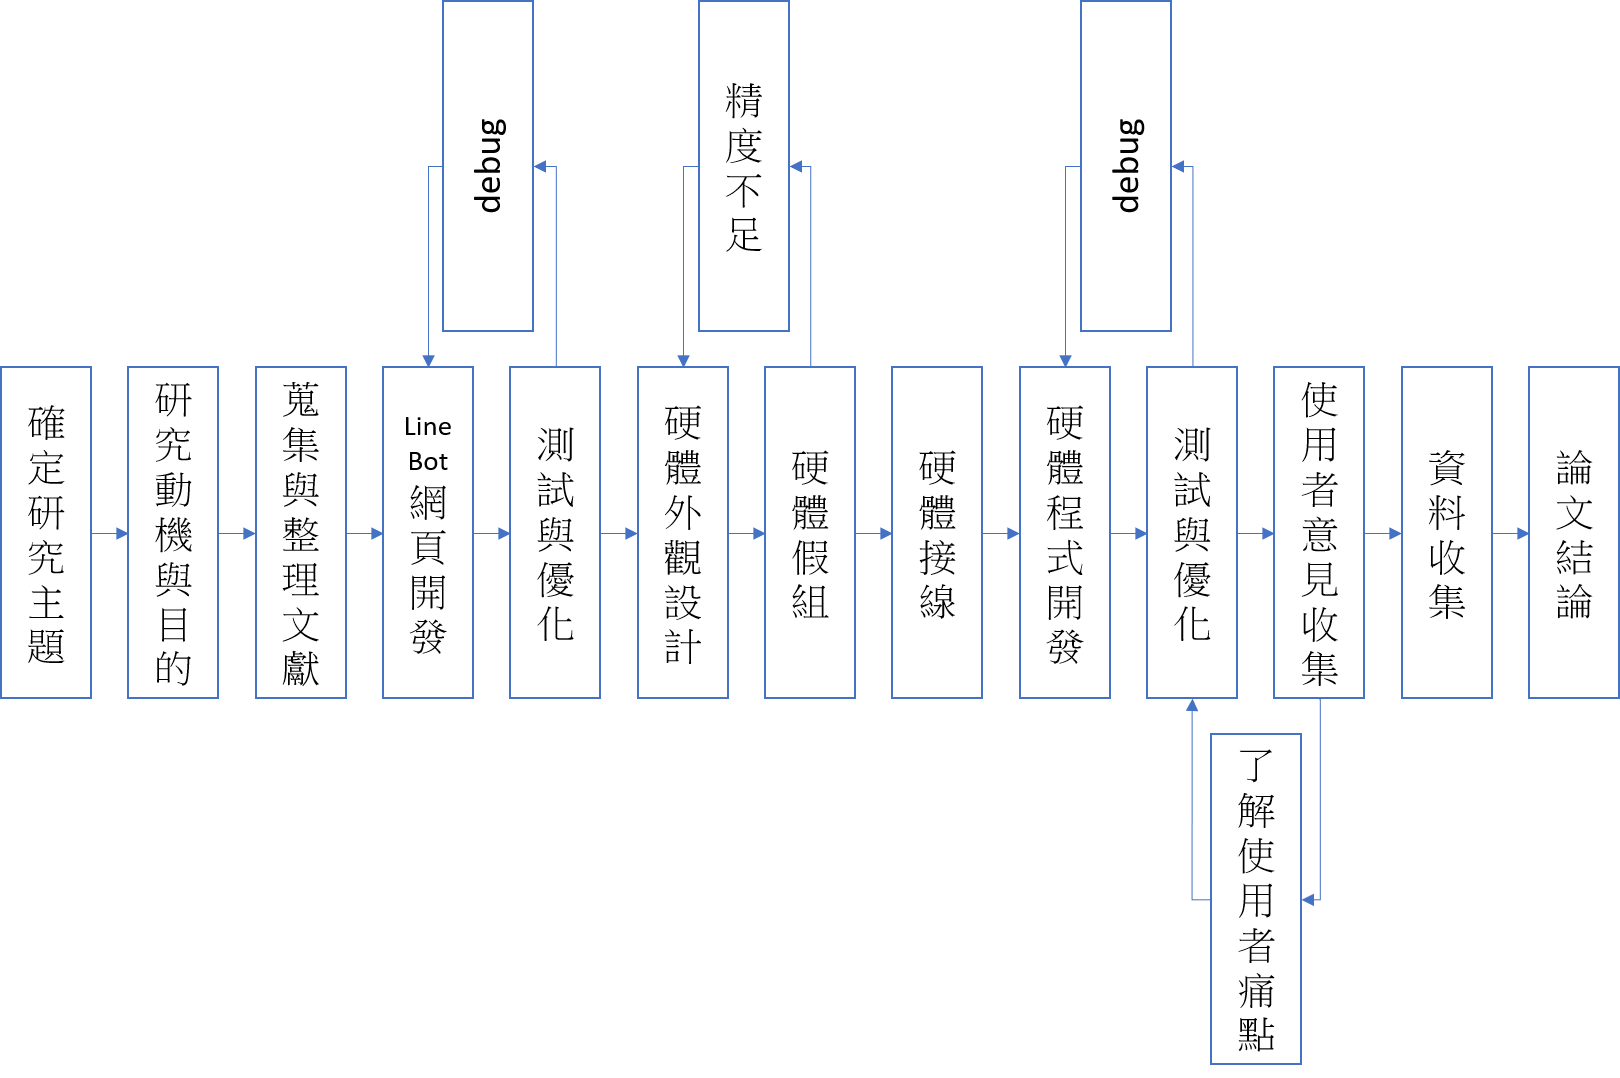 debug
精度不足
debug
確定研究主題
研究動機與目的
蒐集與整理文獻
Line
Bot
網頁開發
測試與優化
硬體外觀設計
硬體假組
硬體接線
硬體程式開發
測試與優化
使用者意見收集
資料收集
論文結論
了解使用者痛點